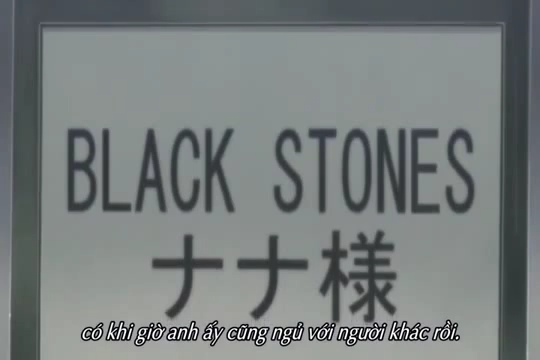 BLACK STONES
ナナ様
có khi giờ anh ấy cũng ngủ với người khác rồi.